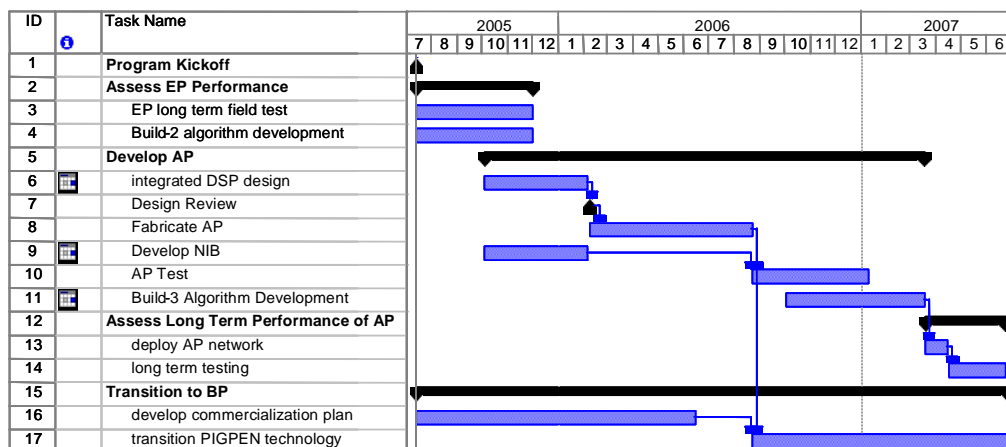 ID Task Name 2005 2006 2007
7 8 9 10 11 12 1 2 3 4 5 6 7 8 9 10 11 12 1 2 3 4 5 6
1 Program Kickoff
2 Assess EP Performance
3 EP long term field test
4 Build-2 algorithm development
5 Develop AP
6 integrated DSP design
7 Design Review
8 Fabricate AP
9 Develop NIB
10 AP Test
11 Build-3 Algorithm Development
12 Assess Long Term Performance of AP
13 deploy AP network
14 long term testing
15 Transition to BP
16 develop commercialization plan
17 transition PIGPEN technology